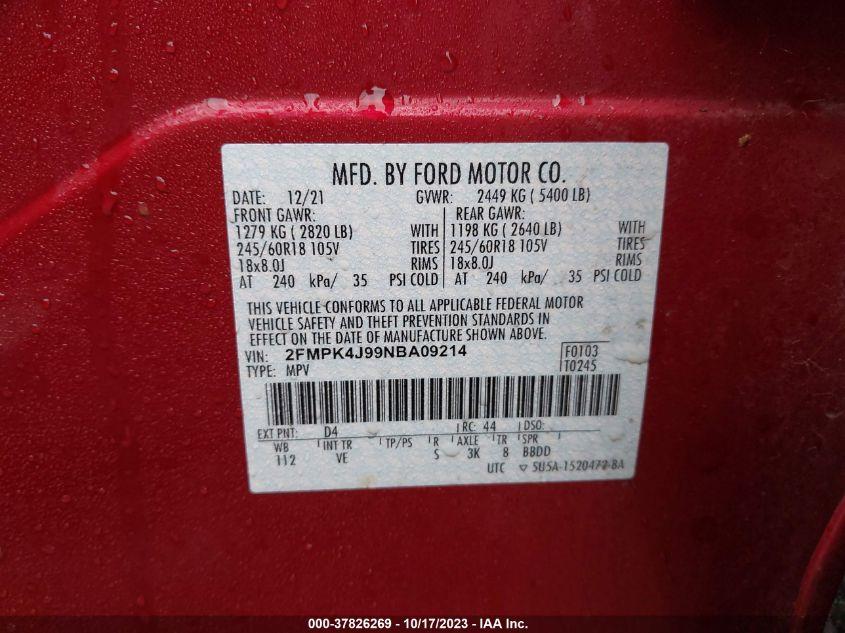 MFD. BY FORD MOTOR CO.
DATE: 12/21 GVWR: 2449 KG ( 5400 LB)
FRONT GAWR: REAR GAWR:
1279 KG ( 2820 LB) WITH 1198 KG ( 2640 LB) WITH
245/60R18 105V TIRES 245/60R18 105V TIRES
18x8.0J RIMS 18x8.0J RIMS
AT 240 kPa/ 35 PSI COLD AT 240 kPa/ 35 PSI COLD
THIS VEHICLE CONFORMS TO ALL APPLICABLE FEDERAL MOTOR
VEHICLE SAFETY AND THEFT PREVENTION STANDARDS IN
EFFECT ON THE DATE OF MANUFACTURE SHOWN ABOVE.
VIN: 2FMPK4J99NBA09214 F0103
TYPE: MPV T0245
EXT PNT: D4 RC: 44 DSO:
WB INT TR TP/PS R AXLE TR SPR
112 VE S 3K 8 BBDD
UTC ▽ 5U5A-1520472-BA
000-37826269 - 10/17/2023 - IAA Inc.